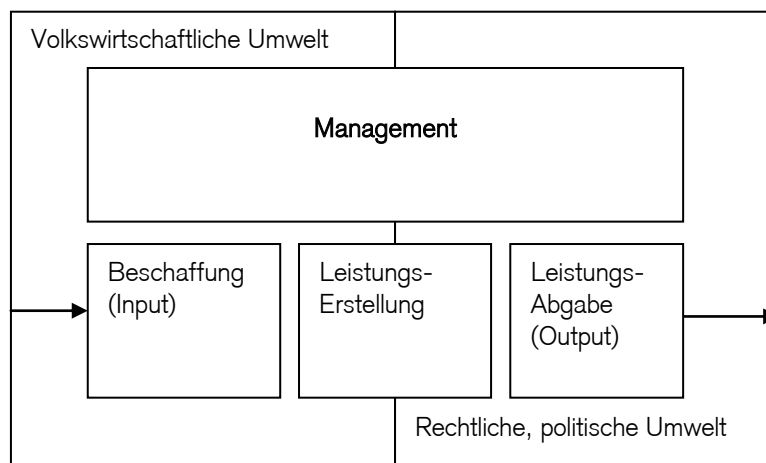 Volkswirtschaftliche Umwelt
Management
Beschaffung
(Input)
Leistungs-
Erstellung
Leistungs-
Abgabe
(Output)
Rechtliche, politische Umwelt